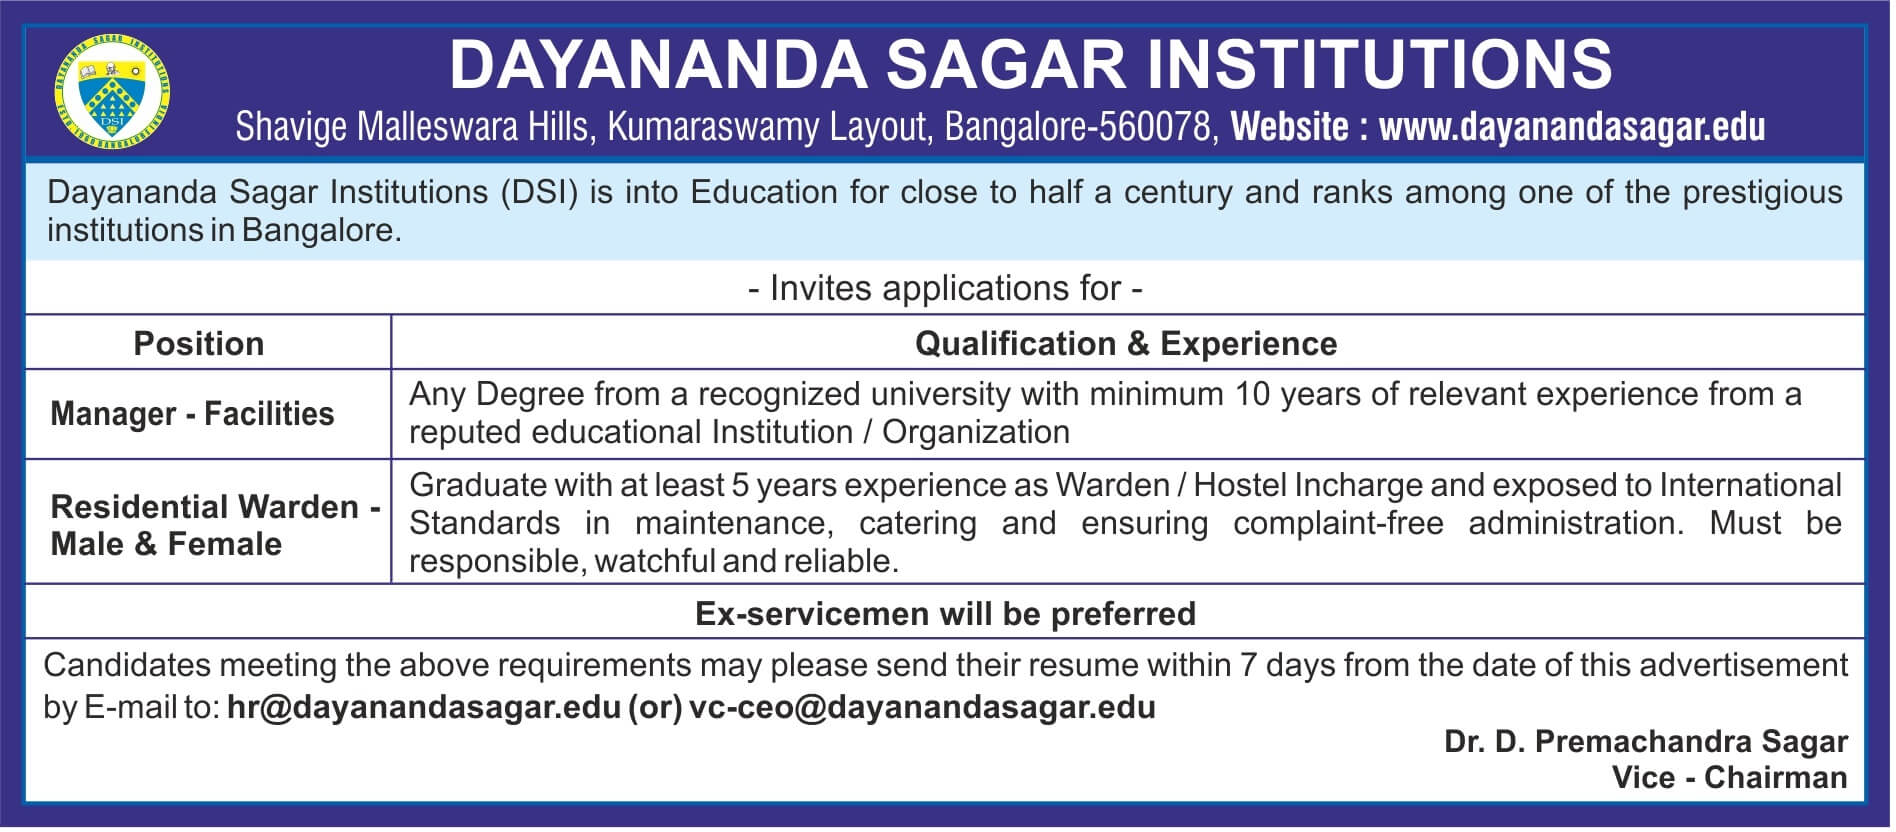 DAYANANDA SAGAR INSTITUTIONS
DSI
DAYANANDA SAGAR INSTITUTIONS
Shavige Malleswara Hills, Kumaraswamy Layout, Bangalore-560078, Website : www.dayanandasagar.edu
Dayananda Sagar Institutions (DSI) is into Education for close to half a century and ranks among one of the prestigious
institutions in Bangalore.
- Invites applications for -
Position
Qualification & Experience
Manager - Facilities
Any Degree from a recognized university with minimum 10 years of relevant experience from a
reputed educational Institution / Organization
Residential Warden -
Male & Female
Graduate with at least 5 years experience as Warden / Hostel Incharge and exposed to International
Standards in maintenance, catering and ensuring complaint-free administration. Must be
responsible, watchful and reliable.
Ex-servicemen will be preferred
Candidates meeting the above requirements may please send their resume within 7 days from the date of this advertisement
by E-mail to: hr@dayanandasagar.edu (or) vc-ceo@dayanandasagar.edu
Dr. D. Premachandra Sagar
Vice - Chairman